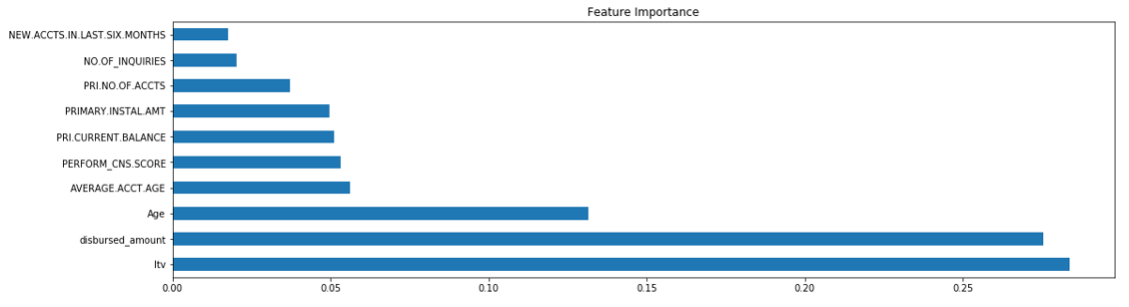 Feature Importance
NEW.ACCTS.IN.LAST.SIX.MONTHS
NO.OF_INQUIRIES
PRI.NO.OF.ACCTS
PRIMARY.INSTAL.AMT
PRI.CURRENT.BALANCE
PERFORM_CNS.SCORE
AVERAGE.ACCT.AGE
Age
disbursed_amount
ltv
0.00 0.05 0.10 0.15 0.20 0.25